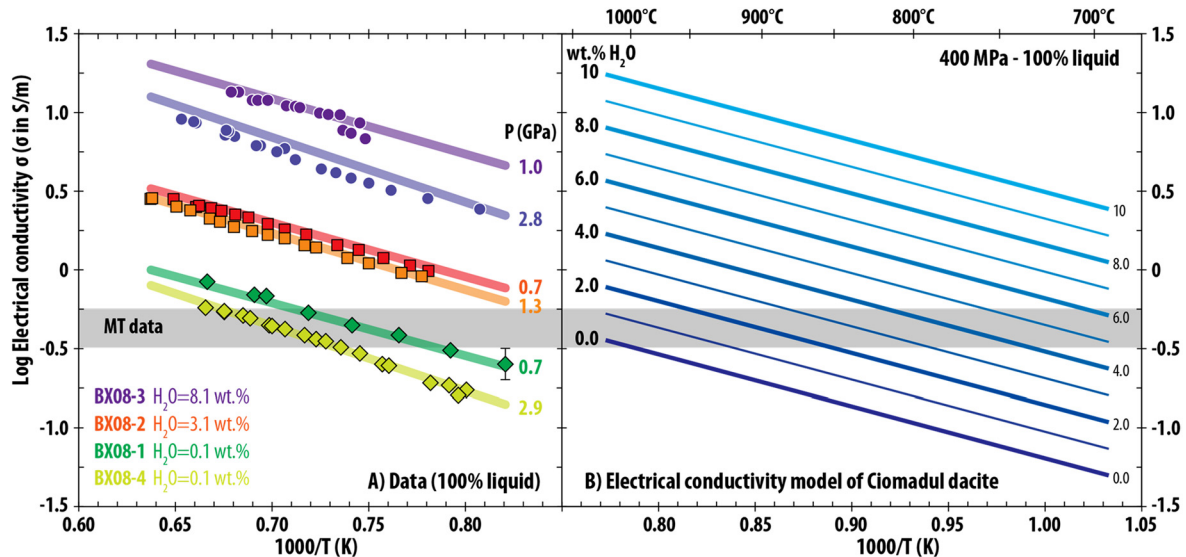 1000°C 900°C 800°C 700°C
1.5
1.0
0.5
0
-0.5
-1.0
-1.5
Log Electrical conductivity σ (σ in S/m)
P (GPa)
1.0
2.8
0.7
1.3
0.7
2.9
MT data
BX08-3 H₂O=8.1 wt.%
BX08-2 H₂O=3.1 wt.%
BX08-1 H₂O=0.1 wt.%
BX08-4 H₂O=0.1 wt.%
A) Data (100% liquid)
0.60 0.65 0.70 0.75 0.80
1000/T (K)
wt.% H₂O
400 MPa - 100% liquid
10
8.0
6.0
4.0
2.0
0.0
10
8.0
6.0
4.0
2.0
0.0
B) Electrical conductivity model of Ciomadul dacite
1.5
1.0
0.5
0
-0.5
-1.0
-1.5
0.80 0.85 0.90 0.95 1.00 1.05
1000/T (K)